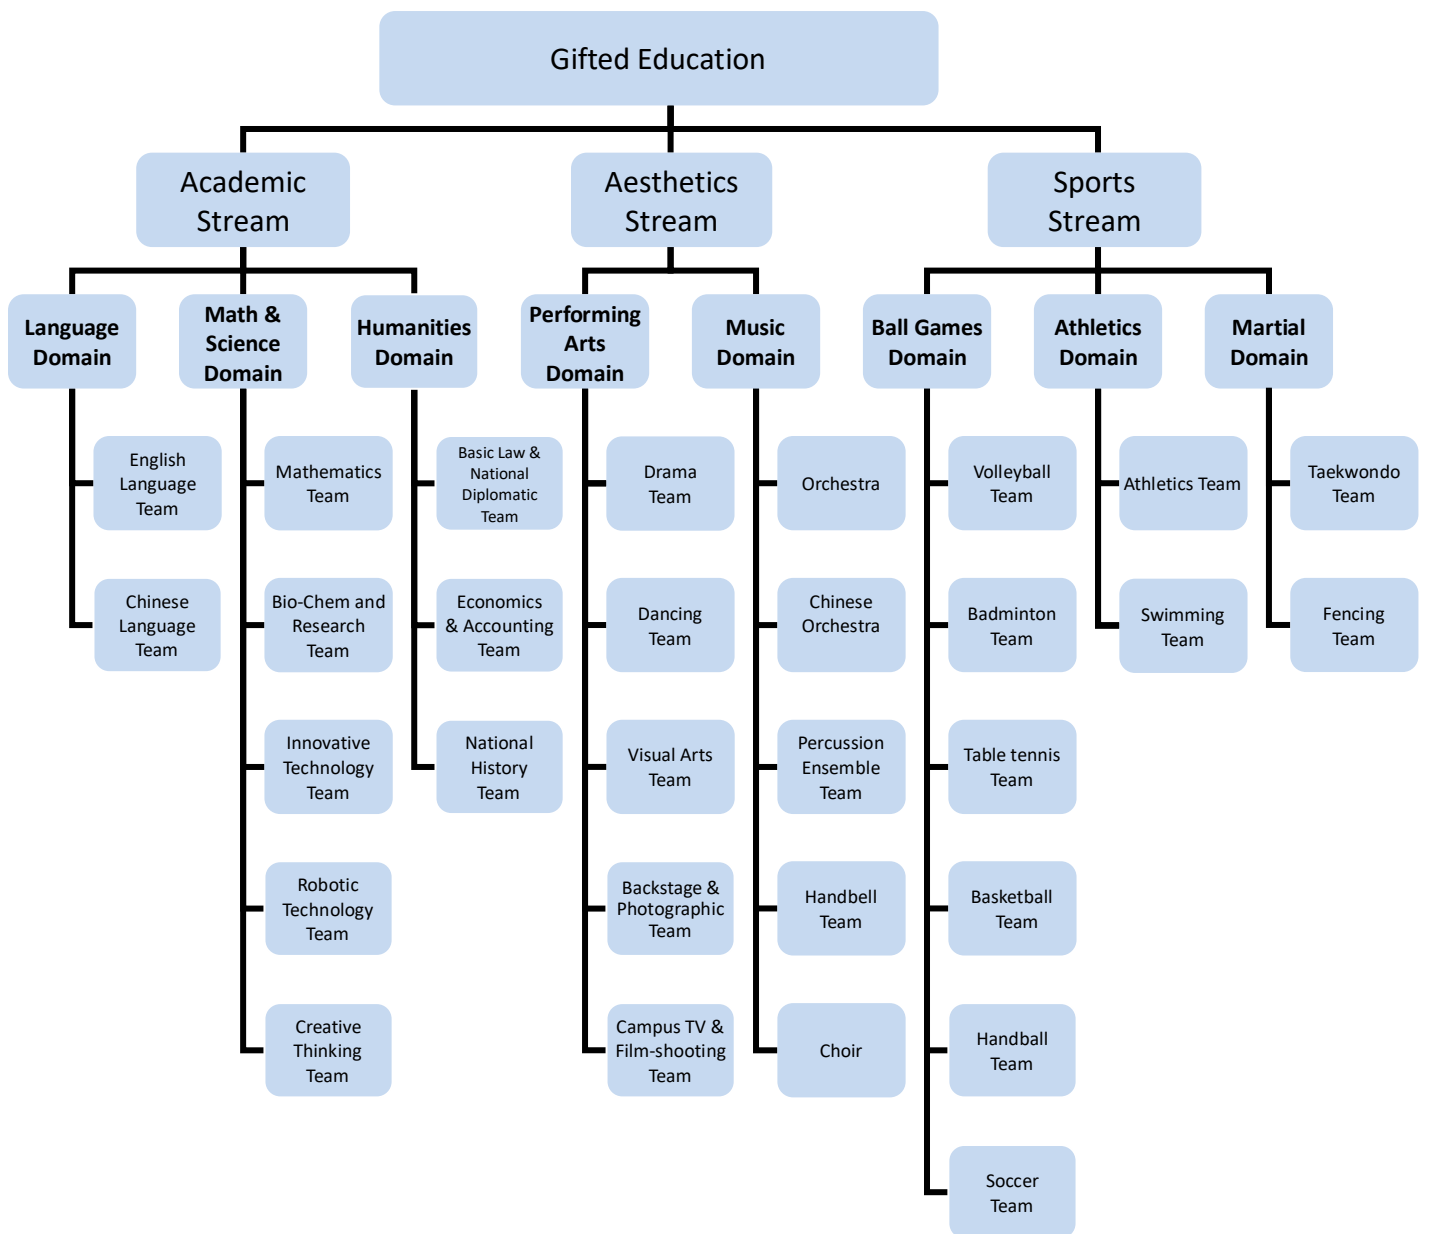 Gifted Education
Academic
Stream
Aesthetics
Stream
Sports
Stream
Language
Domain
Math &
Science
Domain
Humanities
Domain
Performing
Arts
Domain
Music
Domain
Ball Games
Domain
Athletics
Domain
Martial
Domain
English
Language
Team
Chinese
Language
Team
Mathematics
Team
Bio-Chem and
Research
Team
Innovative
Technology
Team
Robotic
Technology
Team
Creative
Thinking
Team
Basic Law &
National
Diplomatic
Team
Economics
& Accounting
Team
National
History
Team
Drama
Team
Dancing
Team
Visual Arts
Team
Backstage &
Photographic
Team
Campus TV &
Film-shooting
Team
Orchestra
Chinese
Orchestra
Percussion
Ensemble
Team
Handbell
Team
Choir
Volleyball
Team
Badminton
Team
Table tennis
Team
Basketball
Team
Handball
Team
Soccer
Team
Athletics Team
Swimming
Team
Taekwondo
Team
Fencing
Team